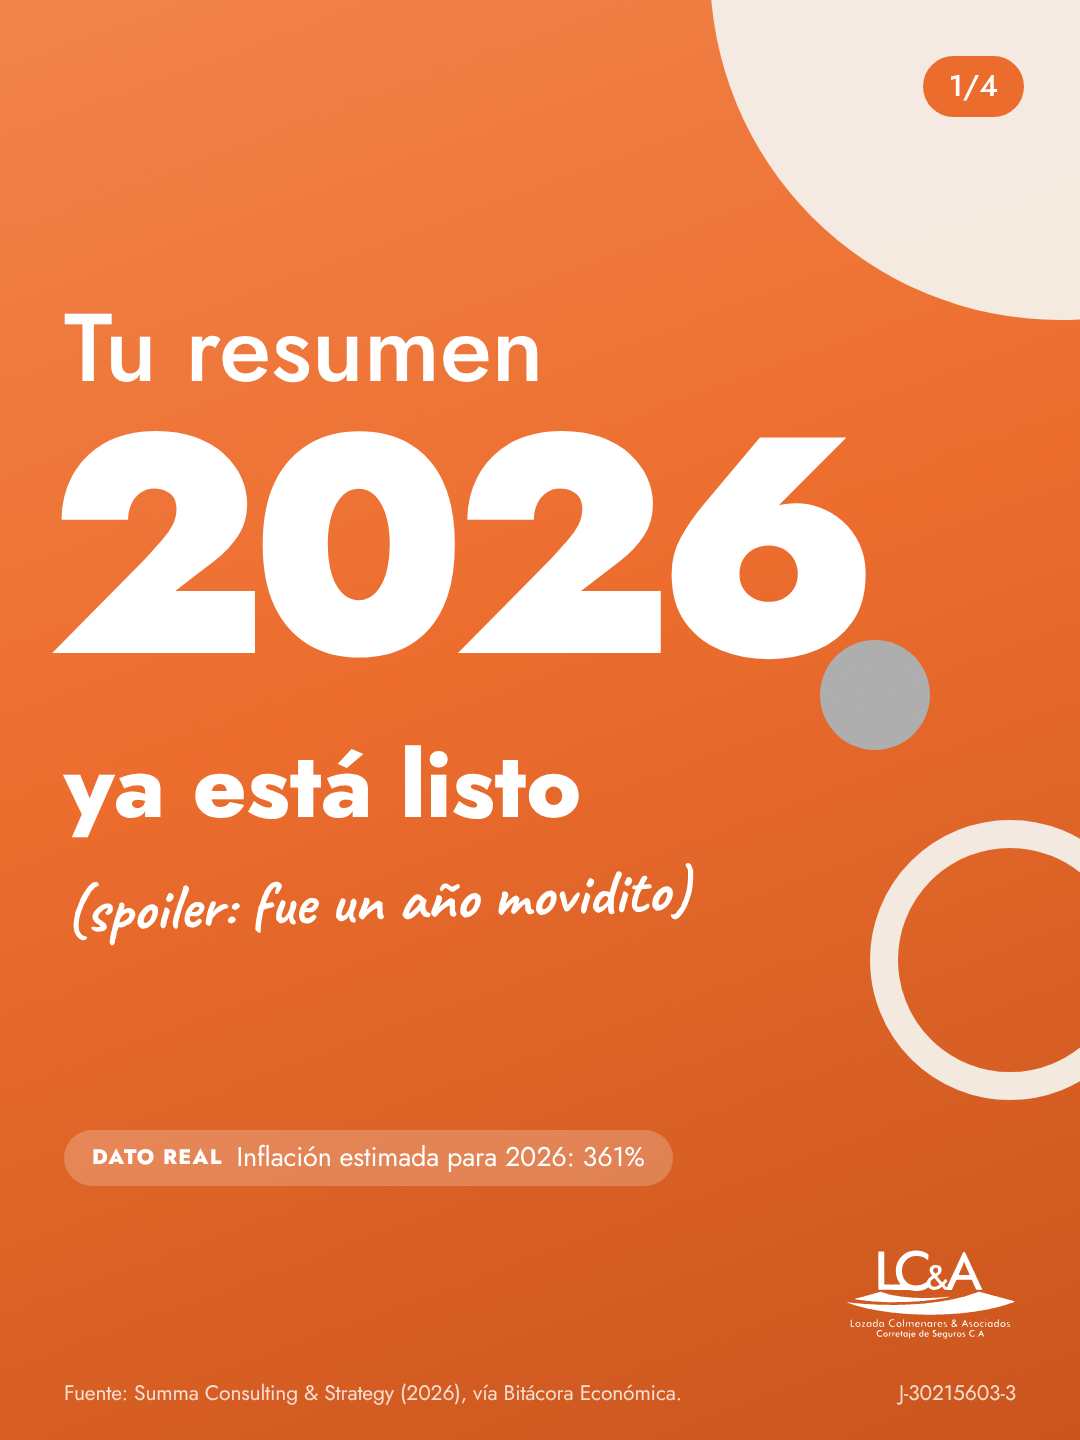 1/4
Tu resumen
2026
ya está listo
(spoiler: fue un año movidito)
DATO REAL Inflación estimada para 2026: 361%
LC&A
Lozada Colmenares & Asociados
Corretaje de Seguros C.A
Fuente: Summa Consulting & Strategy (2026), vía Bitácora Económica.
J-30215603-3